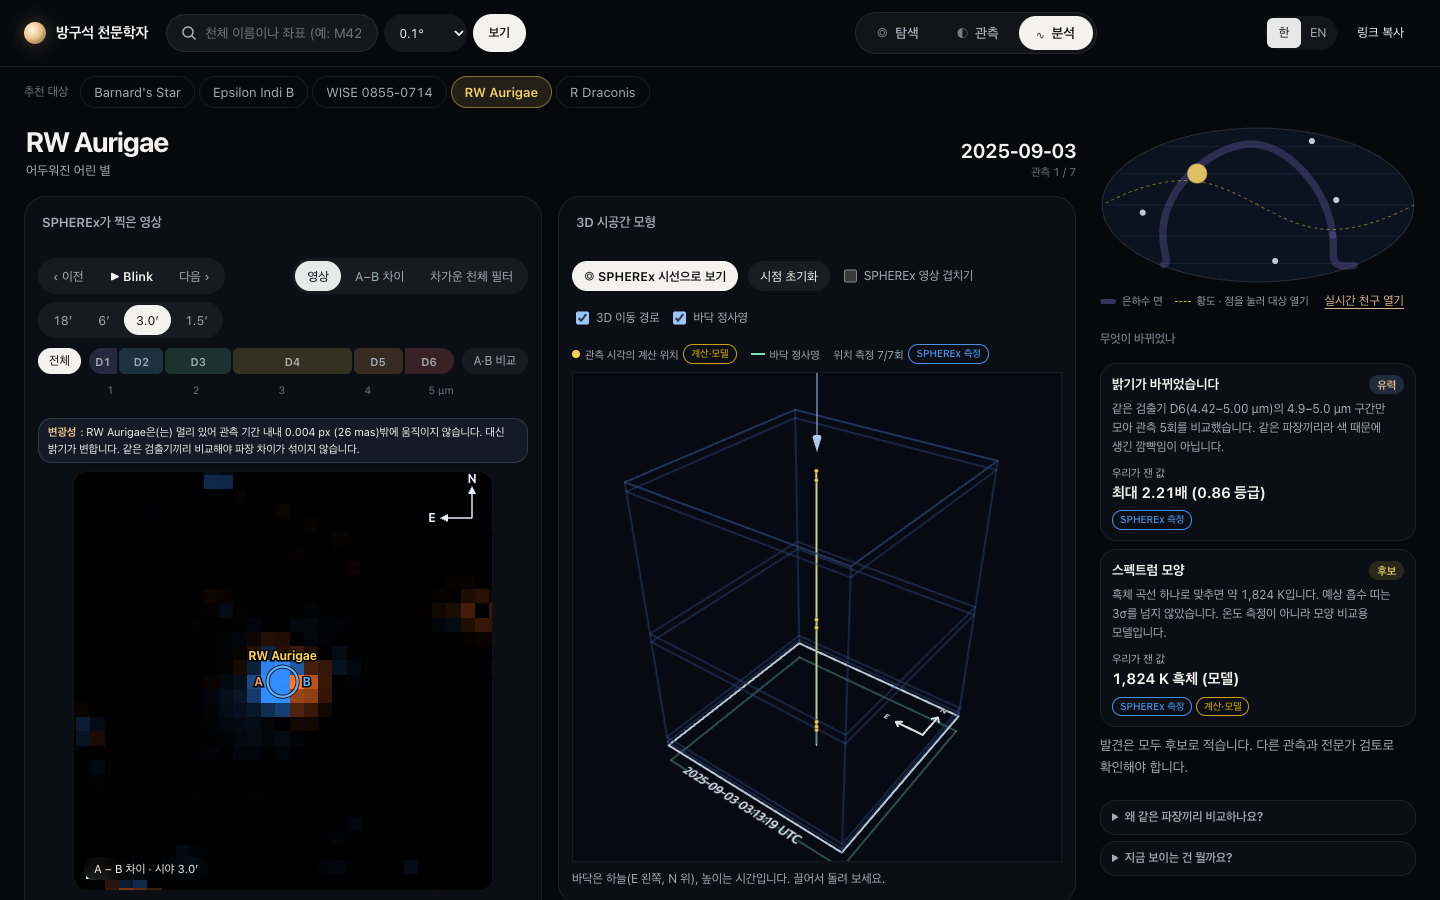 방구석 천문학자
천체 이름이나 좌표 (예: M42
0.1°
보기
탐색
관측
분석
한
EN
링크 복사
추천 대상
Barnard's Star
Epsilon Indi B
WISE 0855-0714
RW Aurigae
R Draconis
RW Aurigae
어두워진 어린 별
2025-09-03
관측 1 / 7
SPHEREx가 찍은 영상
‹ 이전
▶ Blink
다음 ›
영상
A−B 차이
차가운 천체 필터
18′
6′
3.0′
1.5′
전체
D1
D2
D3
D4
D5
D6
A·B 비교
1
2
3
4
5 µm
변광성 : RW Aurigae은(는) 멀리 있어 관측 기간 내내 0.004 px (26 mas)밖에 움직이지 않습니다. 대신
밝기가 변합니다. 같은 검출기끼리 비교해야 파장 차이가 섞이지 않습니다.
N
E
RW Aurigae
A
B
A − B 차이 · 시야 3.0′
3D 시공간 모형
◎ SPHEREx 시선으로 보기
시점 초기화
SPHEREx 영상 겹치기
3D 이동 경로
바닥 정사영
관측 시각의 계산 위치
계산·모델
바닥 정사영
위치 측정 7/7회
SPHEREx 측정
E
N
2025-09-03 03:13:19 UTC
바닥은 하늘(E 왼쪽, N 위), 높이는 시간입니다. 끌어서 돌려 보세요.
은하수 면
황도 · 점을 눌러 대상 열기
실시간 천구 열기
무엇이 바뀌었나
밝기가 바뀌었습니다
유력
같은 검출기 D6(4.42–5.00 µm)의 4.9–5.0 µm 구간만
모아 관측 5회를 비교했습니다. 같은 파장끼리라 색 때문에
생긴 깜빡임이 아닙니다.
우리가 잰 값
최대 2.21배 (0.86 등급)
SPHEREx 측정
스펙트럼 모양
후보
흑체 곡선 하나로 맞추면 약 1,824 K입니다. 예상 흡수 띠는
3σ를 넘지 않았습니다. 온도 측정이 아니라 모양 비교용
모델입니다.
우리가 잰 값
1,824 K 흑체 (모델)
SPHEREx 측정
계산·모델
발견은 모두 후보로 적습니다. 다른 관측과 전문가 검토로
확인해야 합니다.
▶ 왜 같은 파장끼리 비교하나요?
▶ 지금 보이는 건 뭘까요?